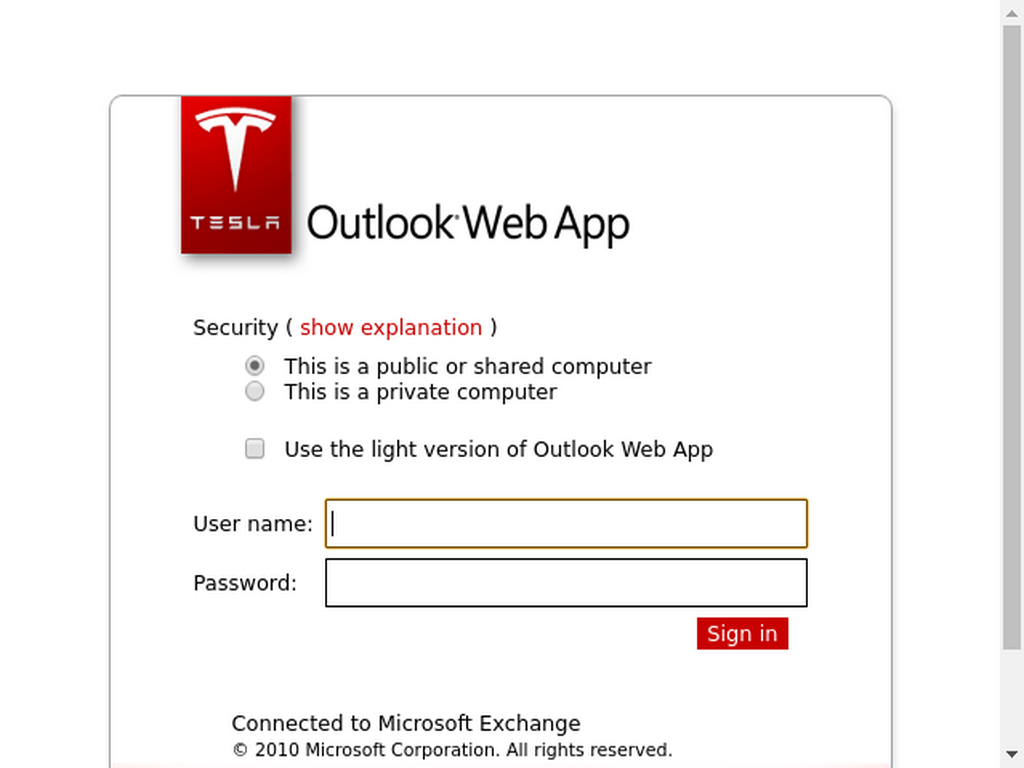 TESLA
Outlook Web App
Security ( show explanation )
This is a public or shared computer
This is a private computer
Use the light version of Outlook Web App
User name:
Password:
Sign in
Connected to Microsoft Exchange
© 2010 Microsoft Corporation. All rights reserved.